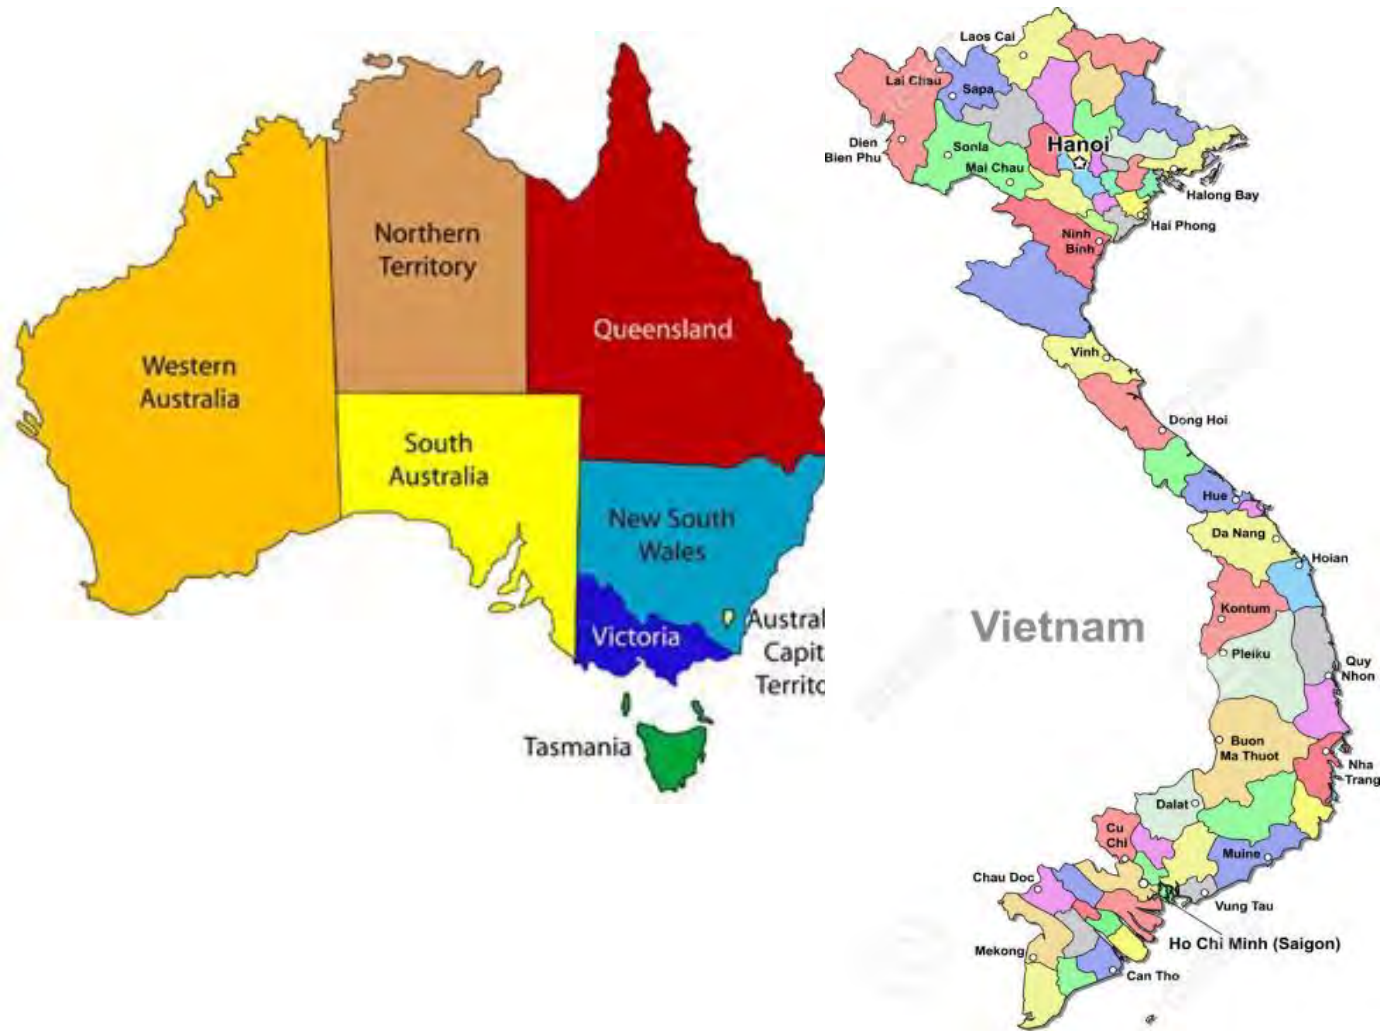 Northern
Territory
Queensland
Western
Australia
South
Australia
New South
Wales
Victoria
Austral
Capit
Territo
Tasmania
Laos Cai
Lai Chau
Sapa
Dien
Bien Phu
Hanoi
Sonla
Mai Chau
Halong Bay
Hai Phong
Ninh
Binh
Vinh
Dong Hoi
Hue
Da Nang
Hoian
Kontum
Vietnam
Pleiku
Quy
Nhon
Buon
Ma Thuot
Nha
Trang
Dalat
Cu
Chi
Muine
Chau Doc
Vung Tau
Ho Chi Minh (Saigon)
Mekong
Can Tho